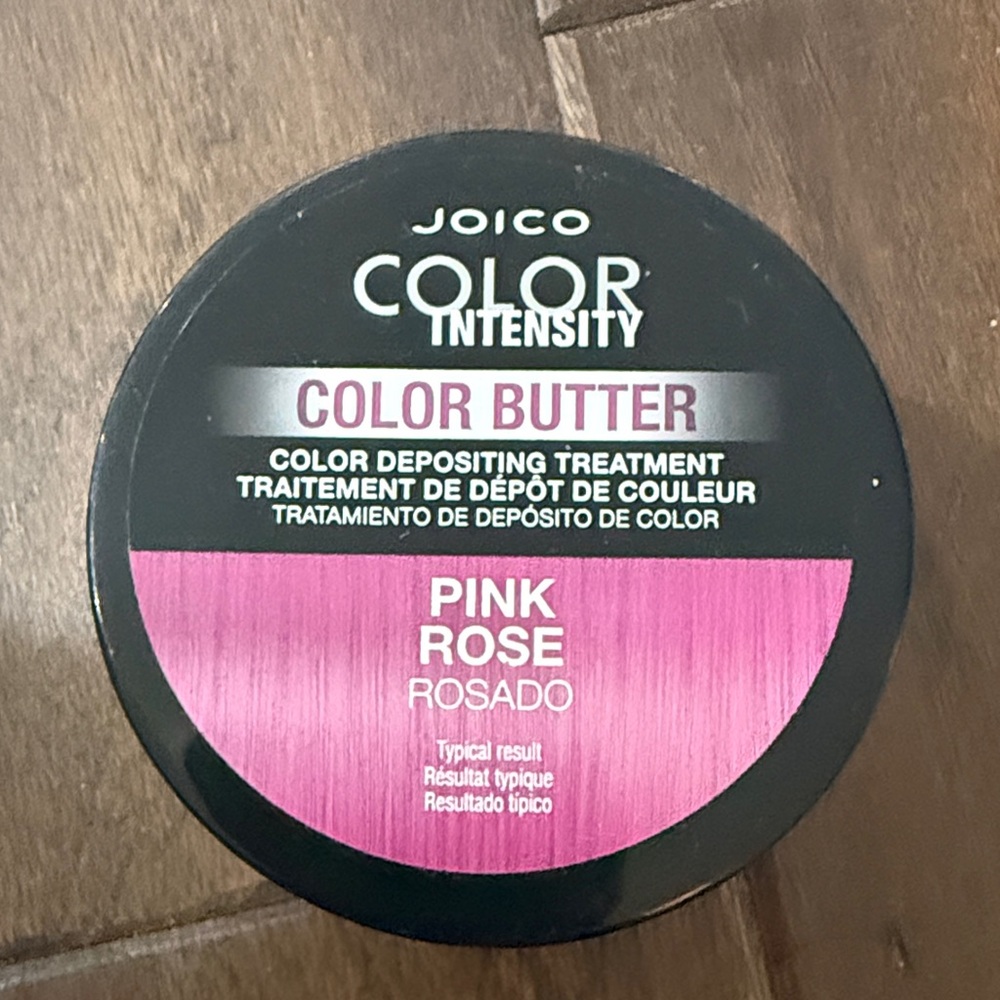 JOICO
COLOR
INTENSITY
COLOR BUTTER
COLOR DEPOSITING TREATMENT
TRAITEMENT DE DÉPÔT DE COULEUR
TRATAMIENTO DE DEPÓSITO DE COLOR
PINK
ROSE
ROSADO
Typical result
Résultat typique
Resultado típico